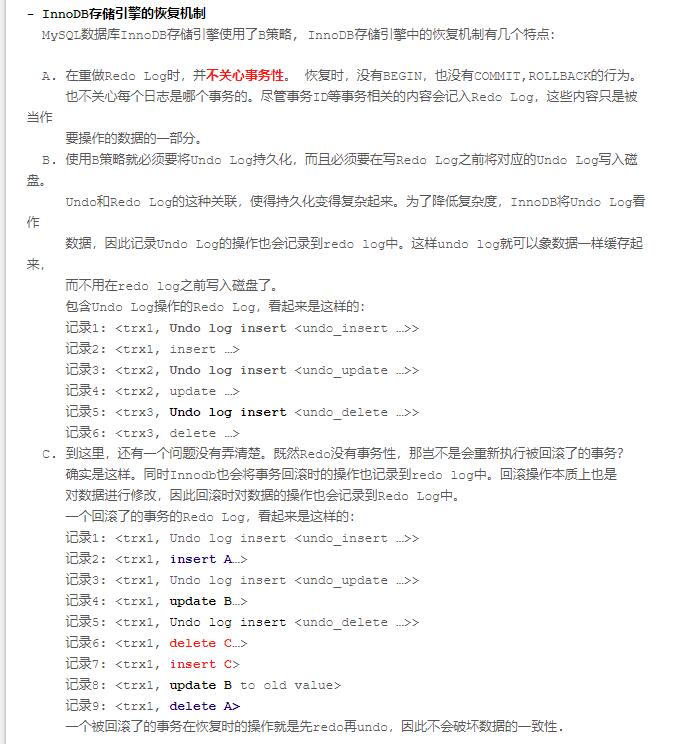 - InnoDB存储引擎的恢复机制
MySQL数据库InnoDB存储引擎使用了B策略, InnoDB存储引擎中的恢复机制有几个特点:
A. 在重做Redo Log时, 并不关心事务性。 恢复时, 没有BEGIN, 也没有COMMIT,ROLLBACK的行为。
也不关心每个日志是哪个事务的。尽管事务ID等事务相关的内容会记入Redo Log, 这些内容只是被
当作
要操作的数据的一部分。
B. 使用B策略就必须要将Undo Log持久化, 而且必须要在写Redo Log之前将对应的Undo Log写入磁
盘。
Undo和Redo Log的这种关联, 使得持久化变得复杂起来。为了降低复杂度, InnoDB将Undo Log看
作
数据, 因此记录Undo Log的操作也会记录到redo log中。这样undo log就可以象数据一样缓存起
来,
而不用在redo log之前写入磁盘了。
包含Undo Log操作的Redo Log, 看起来是这样的:
记录1: <trx1, Undo log insert <undo_insert …>>
记录2: <trx1, insert …>
记录3: <trx2, Undo log insert <undo_update …>>
记录4: <trx2, update …>
记录5: <trx3, Undo log insert <undo_delete …>>
记录6: <trx3, delete …>
C. 到这里, 还有一个问题没有弄清楚。既然Redo没有事务性, 那岂不是会重新执行被回滚了的事务?
确实是这样。同时Innodb也会将事务回滚时的操作也记录到redo log中。回滚操作本质上也是
对数据进行修改, 因此回滚时对数据的操作也会记录到Redo Log中。
一个回滚了的事务的Redo Log, 看起来是这样的:
记录1: <trx1, Undo log insert <undo_insert …>>
记录2: <trx1, insert A…>
记录3: <trx1, Undo log insert <undo_update …>>
记录4: <trx1, update B…>
记录5: <trx1, Undo log insert <undo_delete …>>
记录6: <trx1, delete C…>
记录7: <trx1, insert C>
记录8: <trx1, update B to old value>
记录9: <trx1, delete A>
一个被回滚了的事务在恢复时的操作就是先redo再undo, 因此不会破坏数据的一致性.